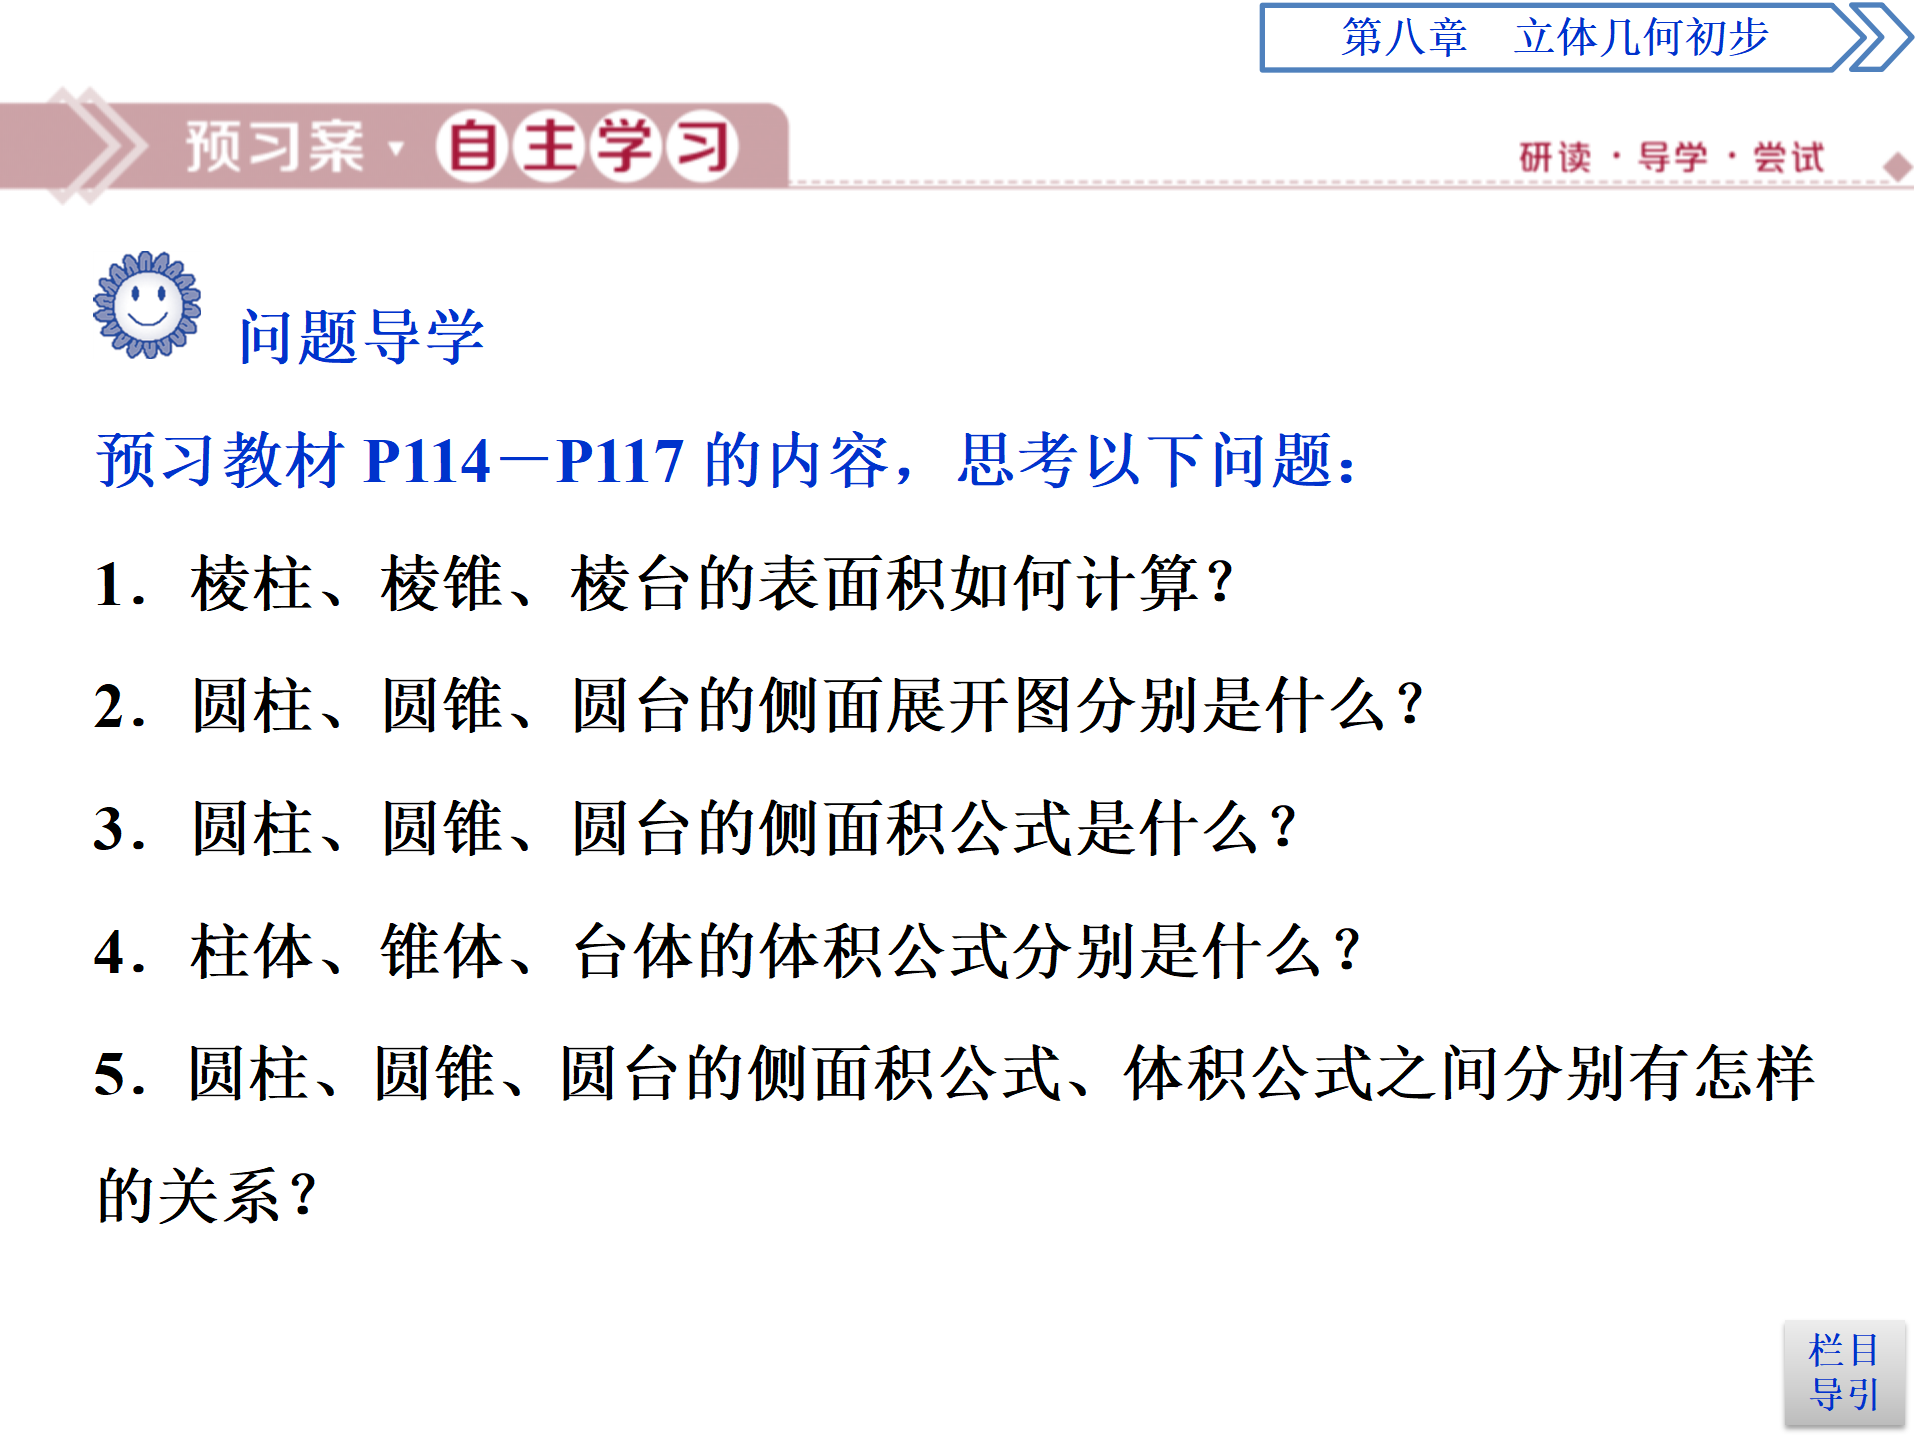 第八章　立体几何初步
预习案 自主学习
研读·导学·尝试
问题导学
预习教材 P114－P117 的内容，思考以下问题：
1．棱柱、棱锥、棱台的表面积如何计算？
2．圆柱、圆锥、圆台的侧面展开图分别是什么？
3．圆柱、圆锥、圆台的侧面积公式是什么？
4．柱体、锥体、台体的体积公式分别是什么？
5．圆柱、圆锥、圆台的侧面积公式、体积公式之间分别有怎样
的关系？
栏目
导引